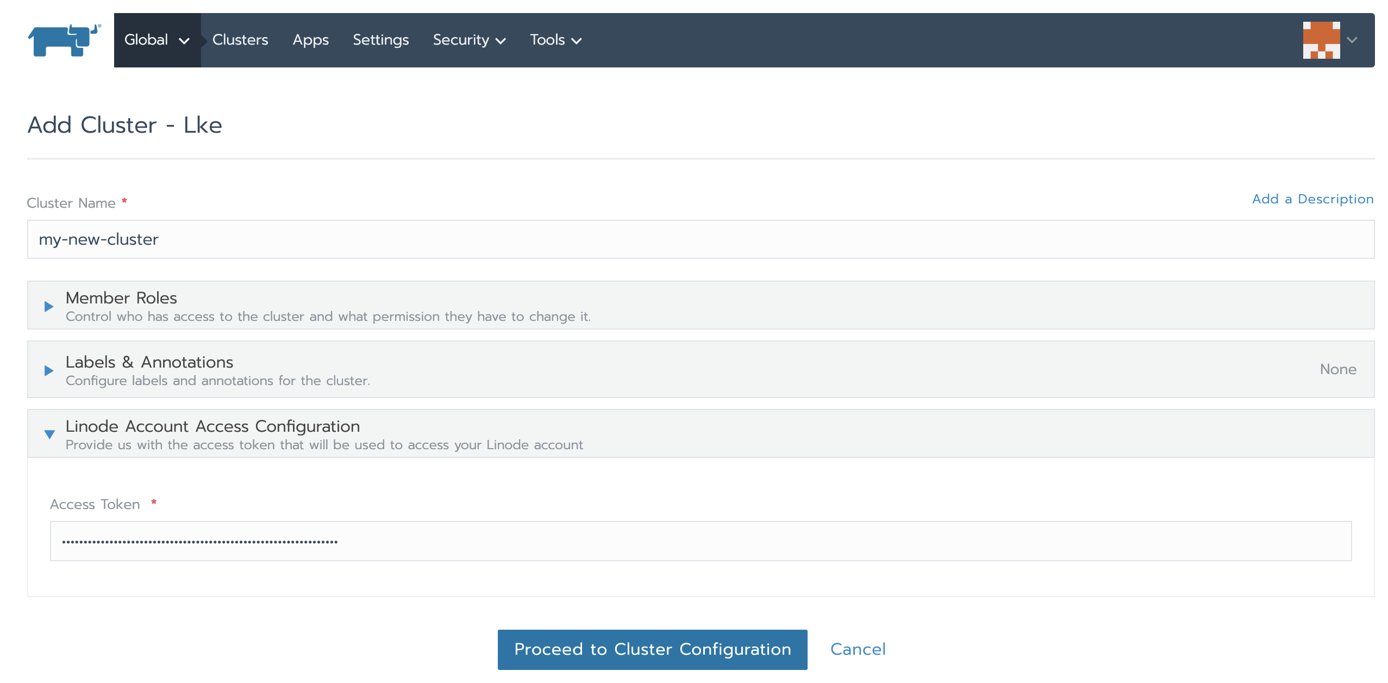 Global Clusters Apps Settings Security Tools
Add Cluster - Lke
Cluster Name *
Add a Description
my-new-cluster
Member Roles
Control who has access to the cluster and what permission they have to change it.
Labels & Annotations
Configure labels and annotations for the cluster.
None
Linode Account Access Configuration
Provide us with the access token that will be used to access your Linode account
Access Token *
Proceed to Cluster Configuration Cancel